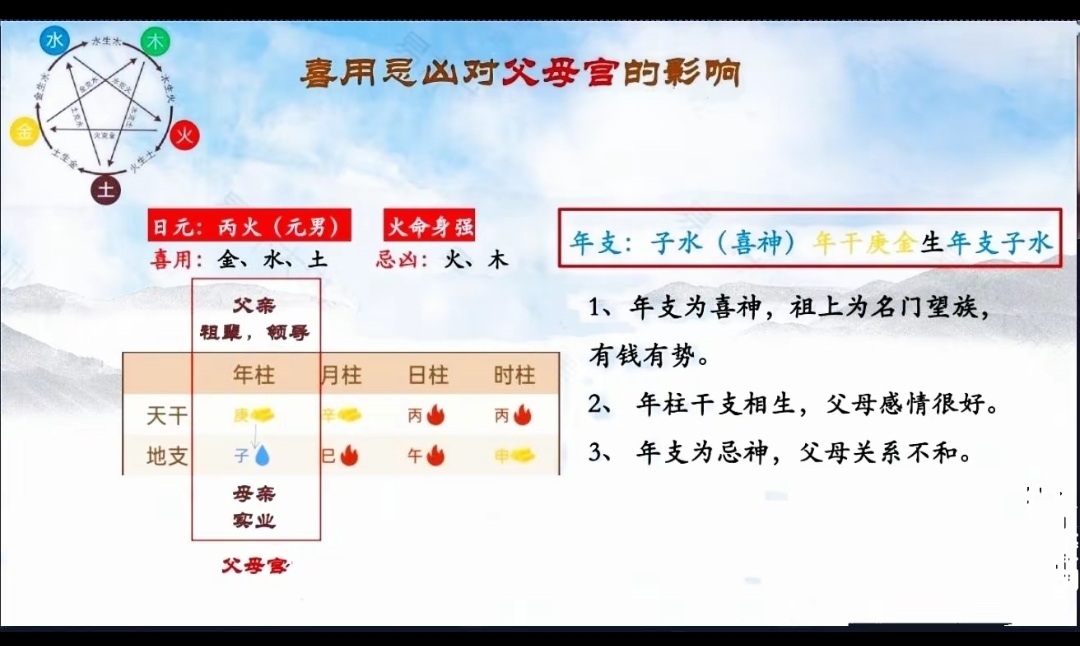 喜用忌凶对父母宫的影响
水
木
火
土
金
水生木
火生土
土生金
金生水
火克金
日元：丙火（元男） 火命身强
喜用：金、水、土 忌凶：火、木
年支：子水（喜神）年干庚金生年支子水
父亲
祖辈，领导
年柱 月柱 日柱 时柱
天干 庚 辛 丙 丙
地支 子 巳 午 申
母亲
实业
父母宫
1、年支为喜神，祖上为名门望族，
有钱有势。
2、 年柱干支相生，父母感情很好。
3、 年支为忌神，父母关系不和。